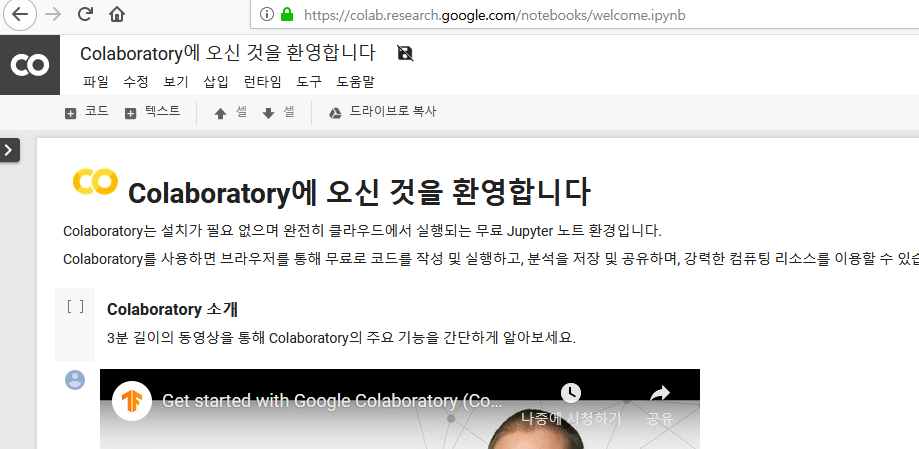 https://colab.research.google.com/notebooks/welcome.ipynb
CO Colaboratory에 오신 것을 환영합니다
파일 수정 보기 삽입 런타임 도구 도움말
코드 텍스트 셀 셀 드라이브로 복사
CO Colaboratory에 오신 것을 환영합니다
Colaboratory는 설치가 필요 없으며 완전히 클라우드에서 실행되는 무료 Jupyter 노트 환경입니다.
Colaboratory를 사용하면 브라우저를 통해 무료로 코드를 작성 및 실행하고, 분석을 저장 및 공유하며, 강력한 컴퓨팅 리소스를 이용할 수 있습
[ ] Colaboratory 소개
3분 길이의 동영상을 통해 Colaboratory의 주요 기능을 간단하게 알아보세요.
Get started with Google Colaboratory (Co...
나중에 시청하기 공유